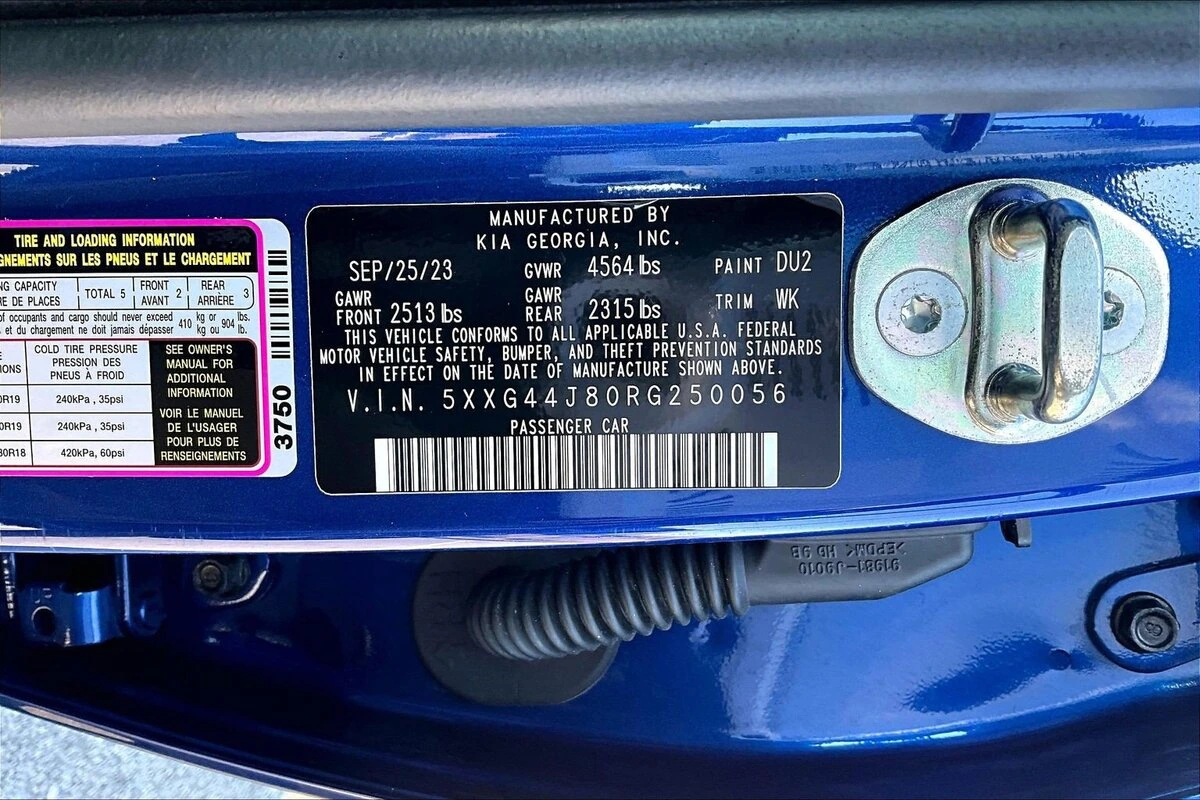 TIRE AND LOADING INFORMATION
SUR LES PNEUS ET LE CHARGEMENT
CAPACITY
TOTAL 5
FRONT
AVANT 2
REAR
ARRIÈRE 3
DE PLACES
of occupants and cargo should never exceed 410 kg or 904 lbs.
et du chargement ne doit jamais dépasser kg ou lb.
COLD TIRE PRESSURE
PRESSION DES
PNEUS À FROID
240kPa , 35psi
240kPa , 35psi
420kPa, 60psi
SEE OWNER'S
MANUAL FOR
ADDITIONAL
INFORMATION
VOIR LE MANUEL
DE L'USAGER
POUR PLUS DE
RENSEIGNEMENTS
3750
MANUFACTURED BY
KIA GEORGIA, INC.
SEP/25/23 GVWR 4564 lbs PAINT DU2
GAWR FRONT 2513 lbs GAWR REAR 2315 lbs TRIM WK
THIS VEHICLE CONFORMS TO ALL APPLICABLE U.S.A. FEDERAL
MOTOR VEHICLE SAFETY, BUMPER, AND THEFT PREVENTION STANDARDS
IN EFFECT ON THE DATE OF MANUFACTURE SHOWN ABOVE.
V.I.N. 5XXG44J80RG250056
PASSENGER CAR
91981-J9010
>EPDM< HD 9B
8